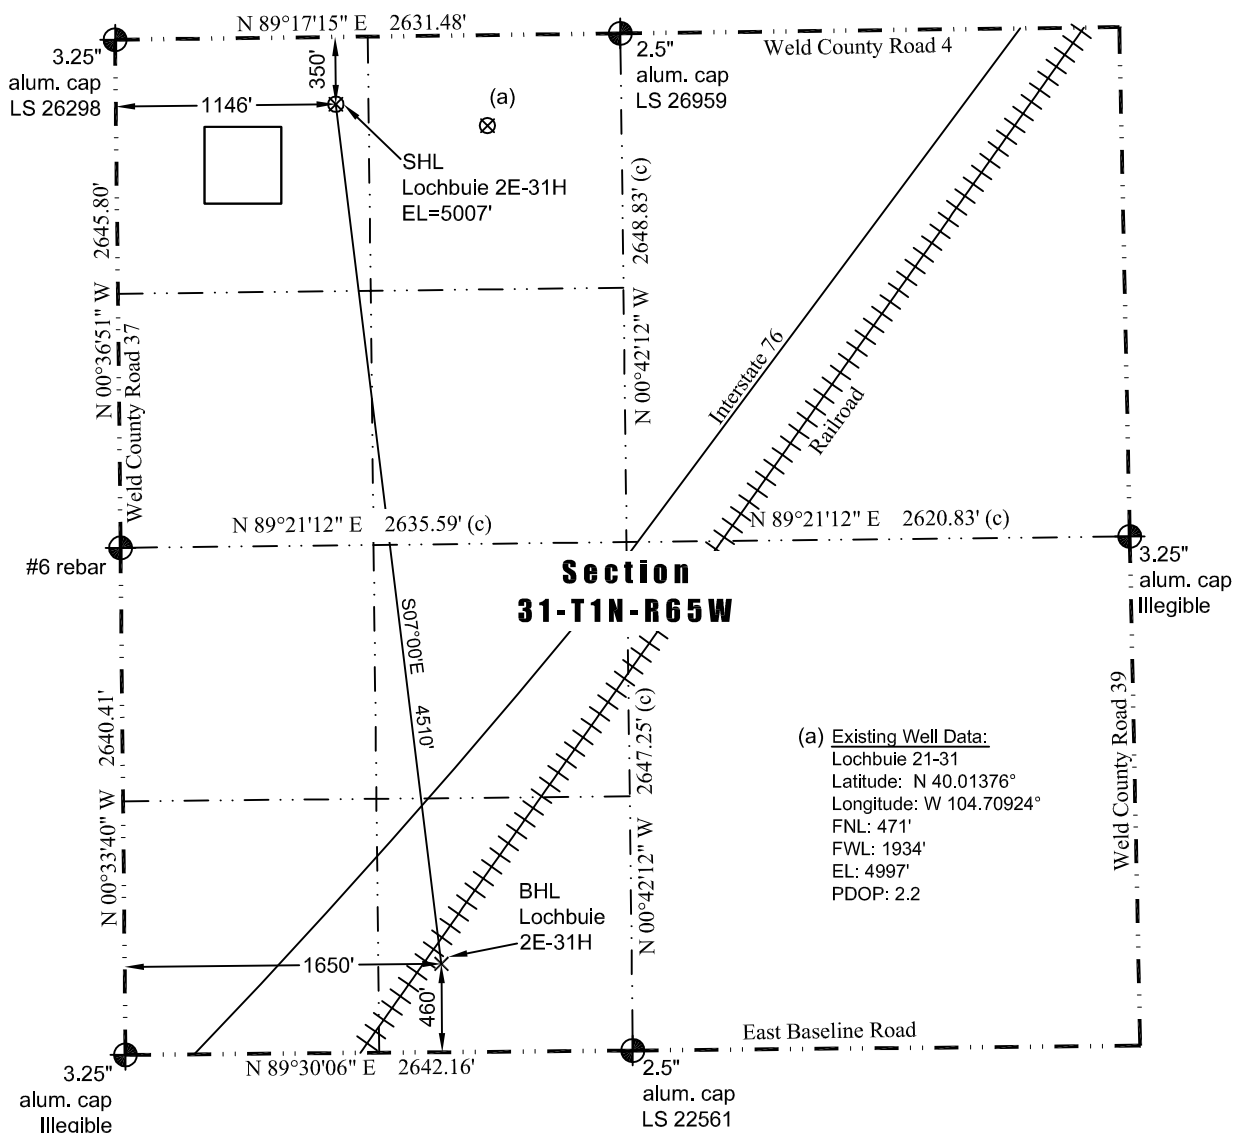 N 89°17'15" E 2631.48'
3.25"
alum. cap
LS 26298
350'
1146'
(a)
2.5"
alum. cap
LS 26959
Weld County Road 4
SHL
Lochbuie 2E-31H
EL=5007'
N 00°36'51" W 2645.80'
Weld County Road 37
N 00°42'12" W 2648.83' (c)
Interstate 76
Railroad
N 89°21'12" E 2635.59' (c)
N 89°21'12" E 2620.83' (c)
#6 rebar
Section
31-T1N-R65W
3.25"
alum. cap
Illegible
S07°00'E 4510'
N 00°33'40" W 2640.41'
N 00°42'12" W 2647.25' (c)
Weld County Road 39
(a) Existing Well Data:
Lochbuie 21-31
Latitude: N 40.01376°
Longitude: W 104.70924°
FNL: 471'
FWL: 1934'
EL: 4997'
PDOP: 2.2
BHL
Lochbuie
2E-31H
1650'
460'
East Baseline Road
N 89°30'06" E 2642.16'
3.25"
alum. cap
Illegible
2.5"
alum. cap
LS 22561